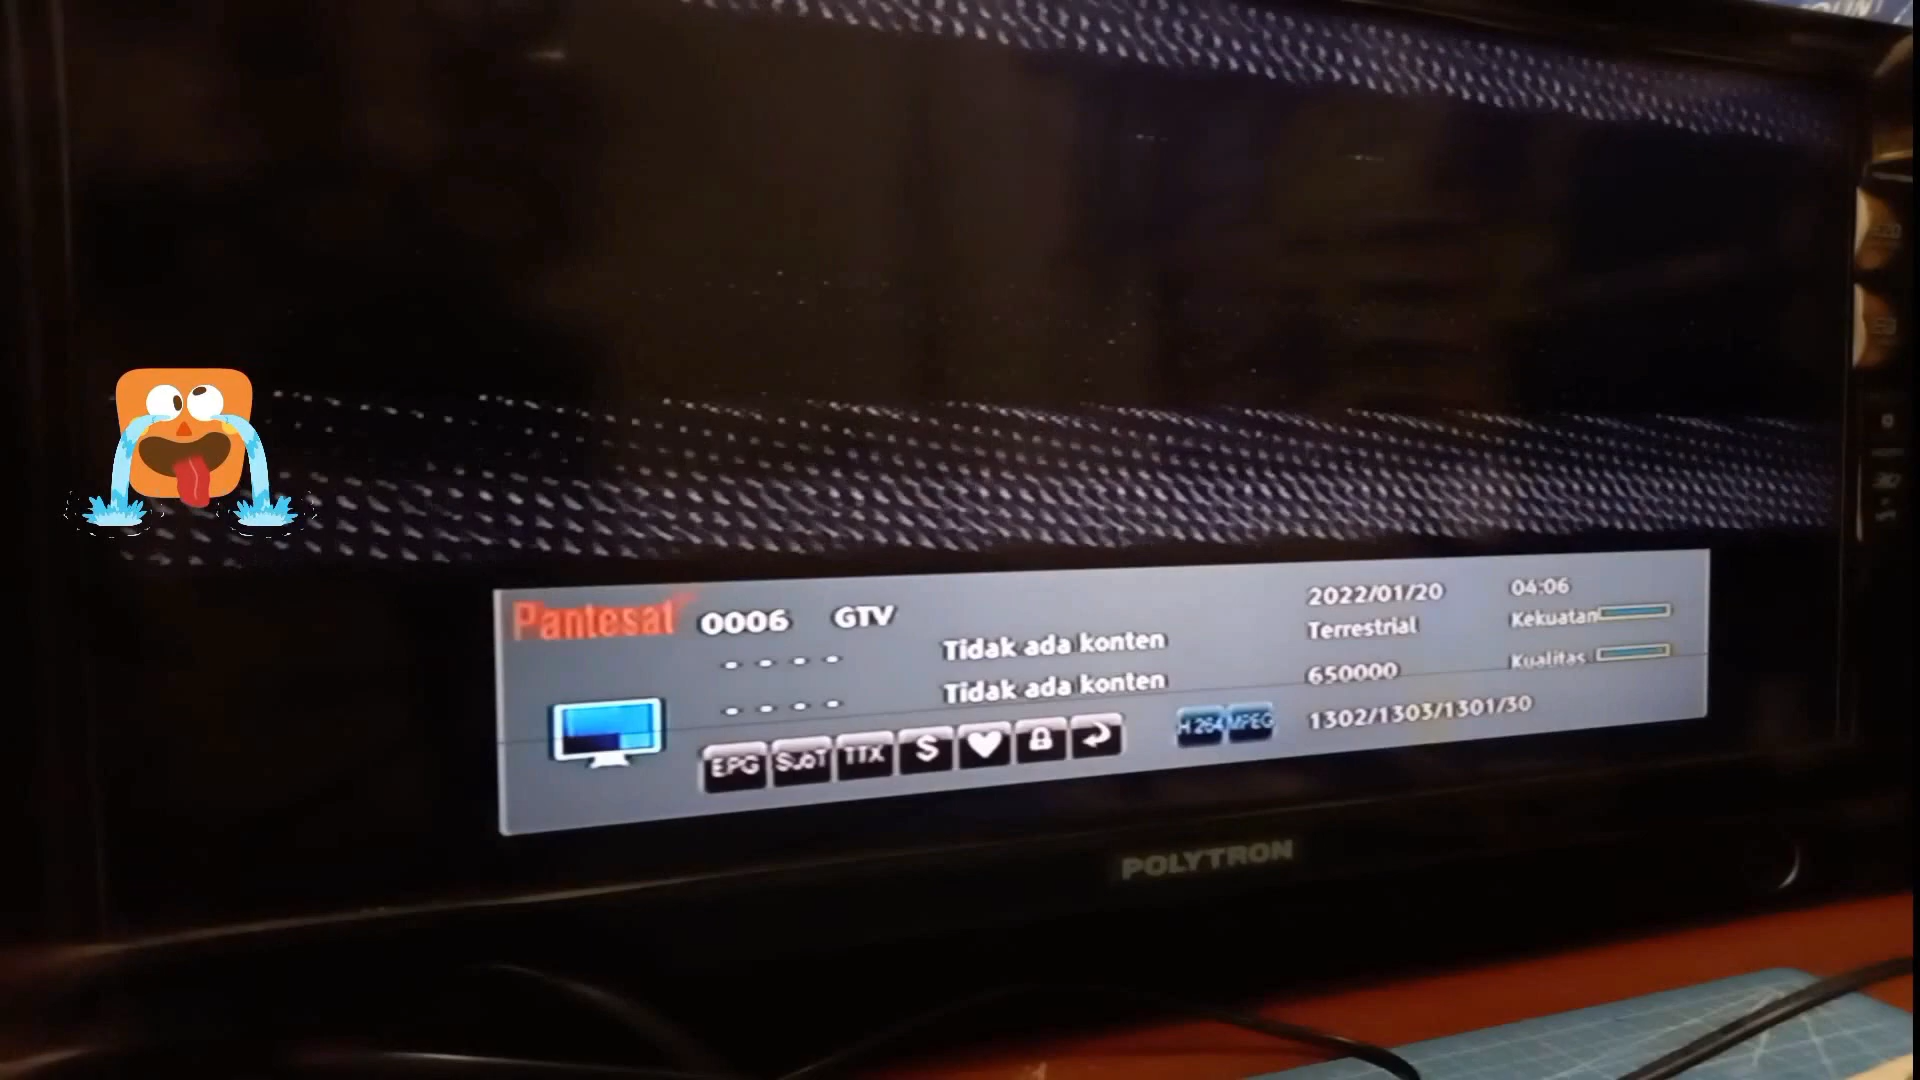 Pantesat 0006 GTV 2022/01/20 04:06
Tidak ada konten Terrestrial Kekuatan
Tidak ada konten 650000 Kualitas
EPG SubT TTX $ H.264 MPEG 1302/1303/1301/30
POLYTRON